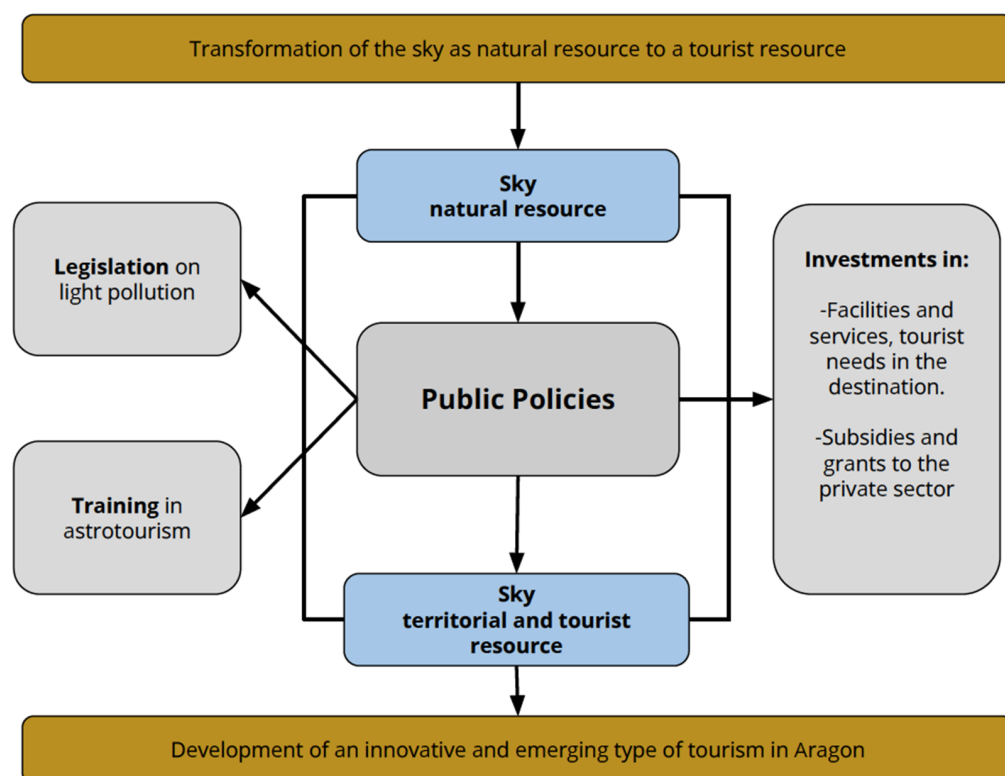 Transformation of the sky as natural resource to a tourist resource
Sky
natural resource
Legislation on
light pollution
Public Policies
Training in
astrotourism
Investments in:
-Facilities and
services, tourist
needs in the
destination.
-Subsidies and
grants to the
private sector
Sky
territorial and tourist
resource
Development of an innovative and emerging type of tourism in Aragon